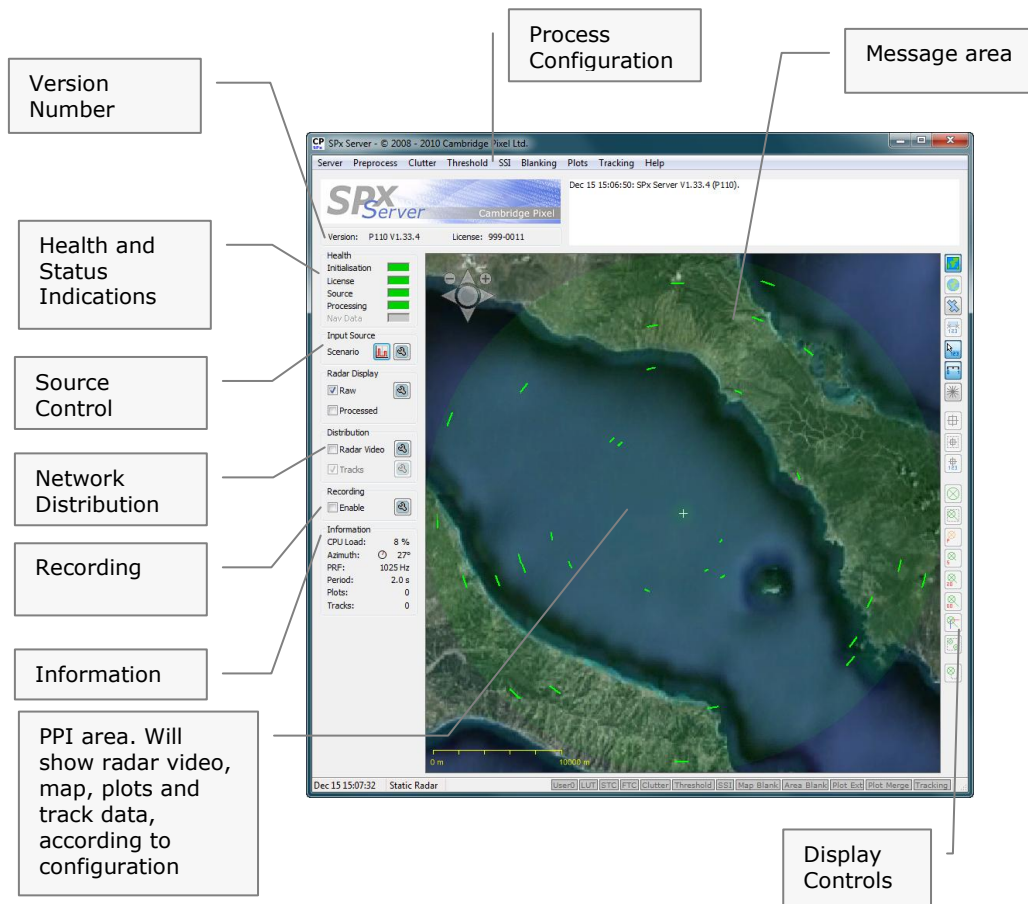 Process
Configuration
Message area
Version
Number
CP
SPx
SPx Server - © 2008 - 2010 Cambridge Pixel Ltd.
Server Preprocess Clutter Threshold SSI Blanking Plots Tracking Help
SPx
Server
Cambridge Pixel
Dec 15 15:06:50: SPx Server V1.33.4 (P110).
Version: P110 V1.33.4 License: 999-0011
Health and
Status
Indications
Health
Initialisation
License
Source
Processing
Nav Data
Source
Control
Input Source
Scenario
Radar Display
Raw
Processed
Network
Distribution
Distribution
Radar Video
Tracks
Recording
Recording
Enable
Information
Information
CPU Load: 8 %
Azimuth: 27°
PRF: 1025 Hz
Period: 2.0 s
Plots: 0
Tracks: 0
PPI area. Will
show radar video,
map, plots and
track data,
according to
configuration
0 m 10000 m
Dec 15 15:07:32 Static Radar
User0 LUT STC FTC Clutter Threshold SSI Map Blank Area Blank Plot Ext Plot Merge Tracking
Display
Controls